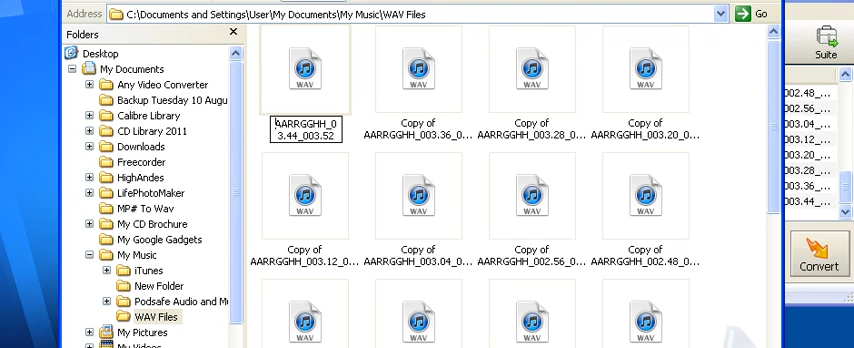 Address C:\Documents and Settings\User\My Documents\My Music\WAV Files Go
Folders
Desktop
My Documents
Any Video Converter
Backup Tuesday 10 Augu
Calibre Library
CD Library 2011
Downloads
Freecorder
HighAndes
LifePhotoMaker
MP# To Wav
My CD Brochure
My Google Gadgets
My Music
iTunes
New Folder
Podsafe Audio and Mu
WAV Files
My Pictures
My Videos
WAV
WAV
WAV
WAV
AARRGGHH_00
3.44_003.52
Copy of
AARRGGHH_003.36_0...
Copy of
AARRGGHH_003.28_0...
Copy of
AARRGGHH_003.20_0...
WAV
WAV
WAV
WAV
Copy of
AARRGGHH_003.12_0...
Copy of
AARRGGHH_003.04_0...
Copy of
AARRGGHH_002.56_0...
Copy of
AARRGGHH_002.48_0...
WAV
WAV
WAV
WAV
Suite
002.48_...
002.56_...
003.04_...
003.12_...
003.20_...
003.28_...
003.36_...
003.44_...
Convert